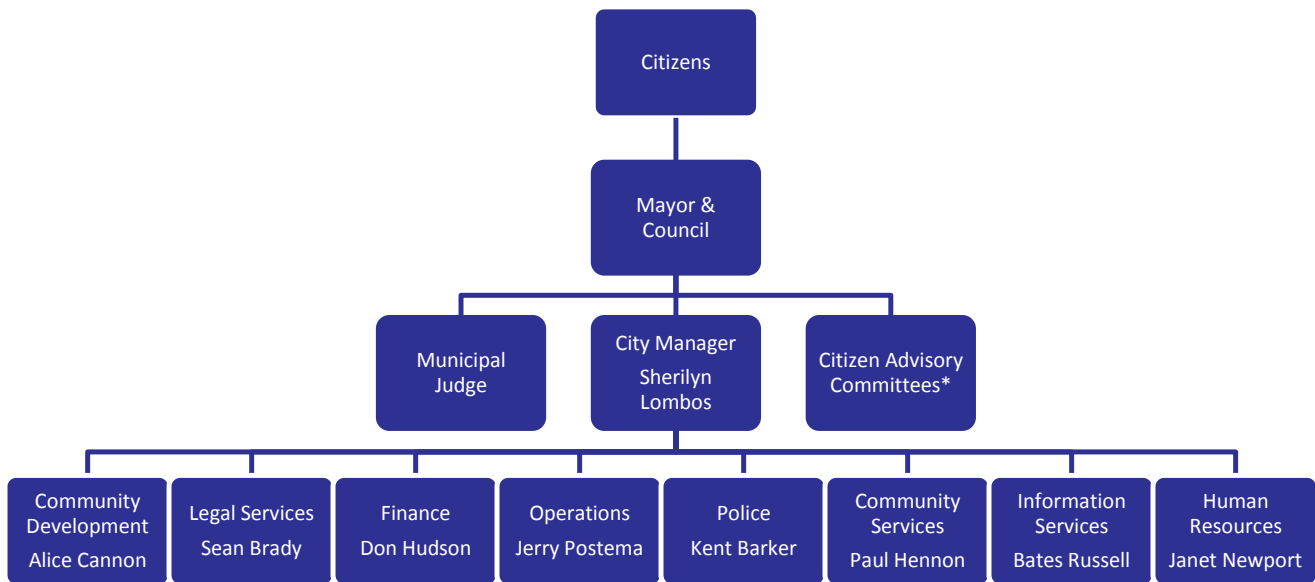 Citizens
Mayor &
Council
Municipal
Judge
City Manager
Sherilyn
Lombos
Citizen Advisory
Committees*
Community
Development
Alice Cannon
Legal Services
Sean Brady
Finance
Don Hudson
Operations
Jerry Postema
Police
Kent Barker
Community
Services
Paul Hennon
Information
Services
Bates Russell
Human
Resources
Janet Newport